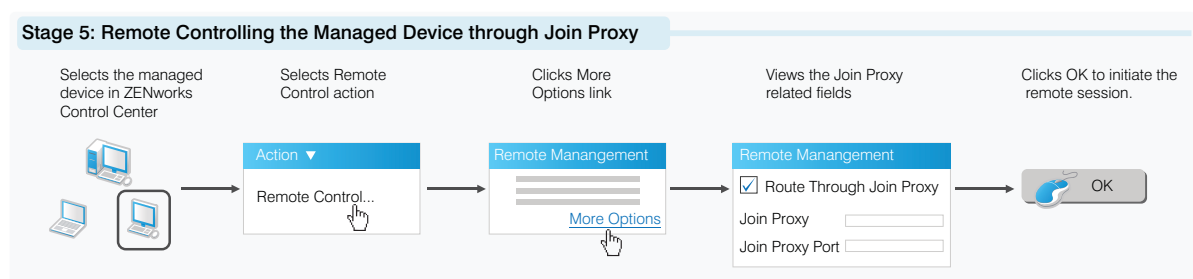 Stage 5: Remote Controlling the Managed Device through Join Proxy
Selects the managed
device in ZENworks
Control Center
Selects Remote
Control action
Clicks More
Options link
Views the Join Proxy
related fields
Clicks OK to initiate the
remote session.
Action ▼
Remote Control...
Remote Manangement
More Options
Remote Manangement
Route Through Join Proxy
Join Proxy
Join Proxy Port
OK